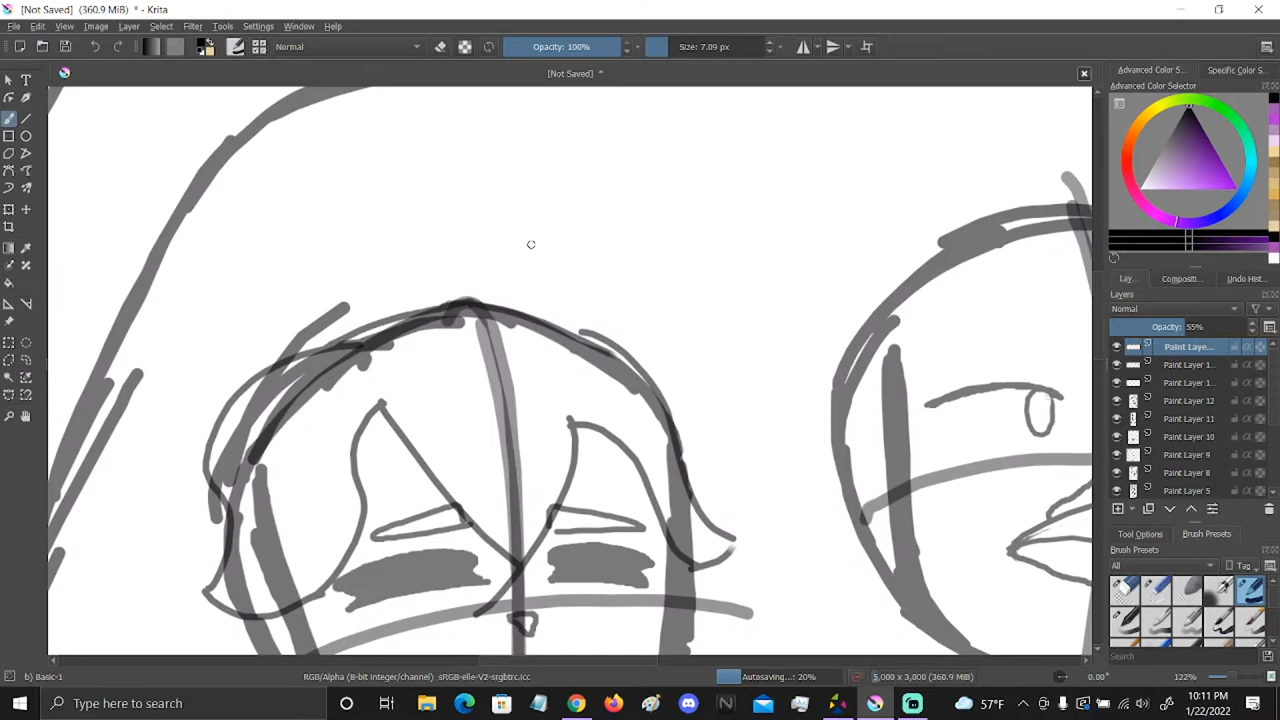 [Not Saved] (360.9 MiB) * - Krita
File Edit View Image Layer Select Filter Tools Settings Window Help
Normal
Opacity: 100%
Size: 7.09 px
[Not Saved] *
Advanced Color S...
Specific Color S...
Advanced Color Selector
Lay...
Compositi...
Undo Hist...
Layers
Normal
Opacity: 55%
Paint Laye...
Paint Layer 1...
Paint Layer 1...
Paint Layer 12
Paint Layer 11
Paint Layer 10
Paint Layer 9
Paint Layer 8
Paint Layer 5
Tool Options
Brush Presets
Brush Presets
All
Tag
Search
b) Basic-1
RGB/Alpha (8-bit integer/channel) sRGB-elle-V2-srgbtrc.icc
Autosaving...: 20%
5,000 x 3,000 (360.9 MiB)
0.00°
122%
Type here to search
57°F
10:11 PM
1/22/2022